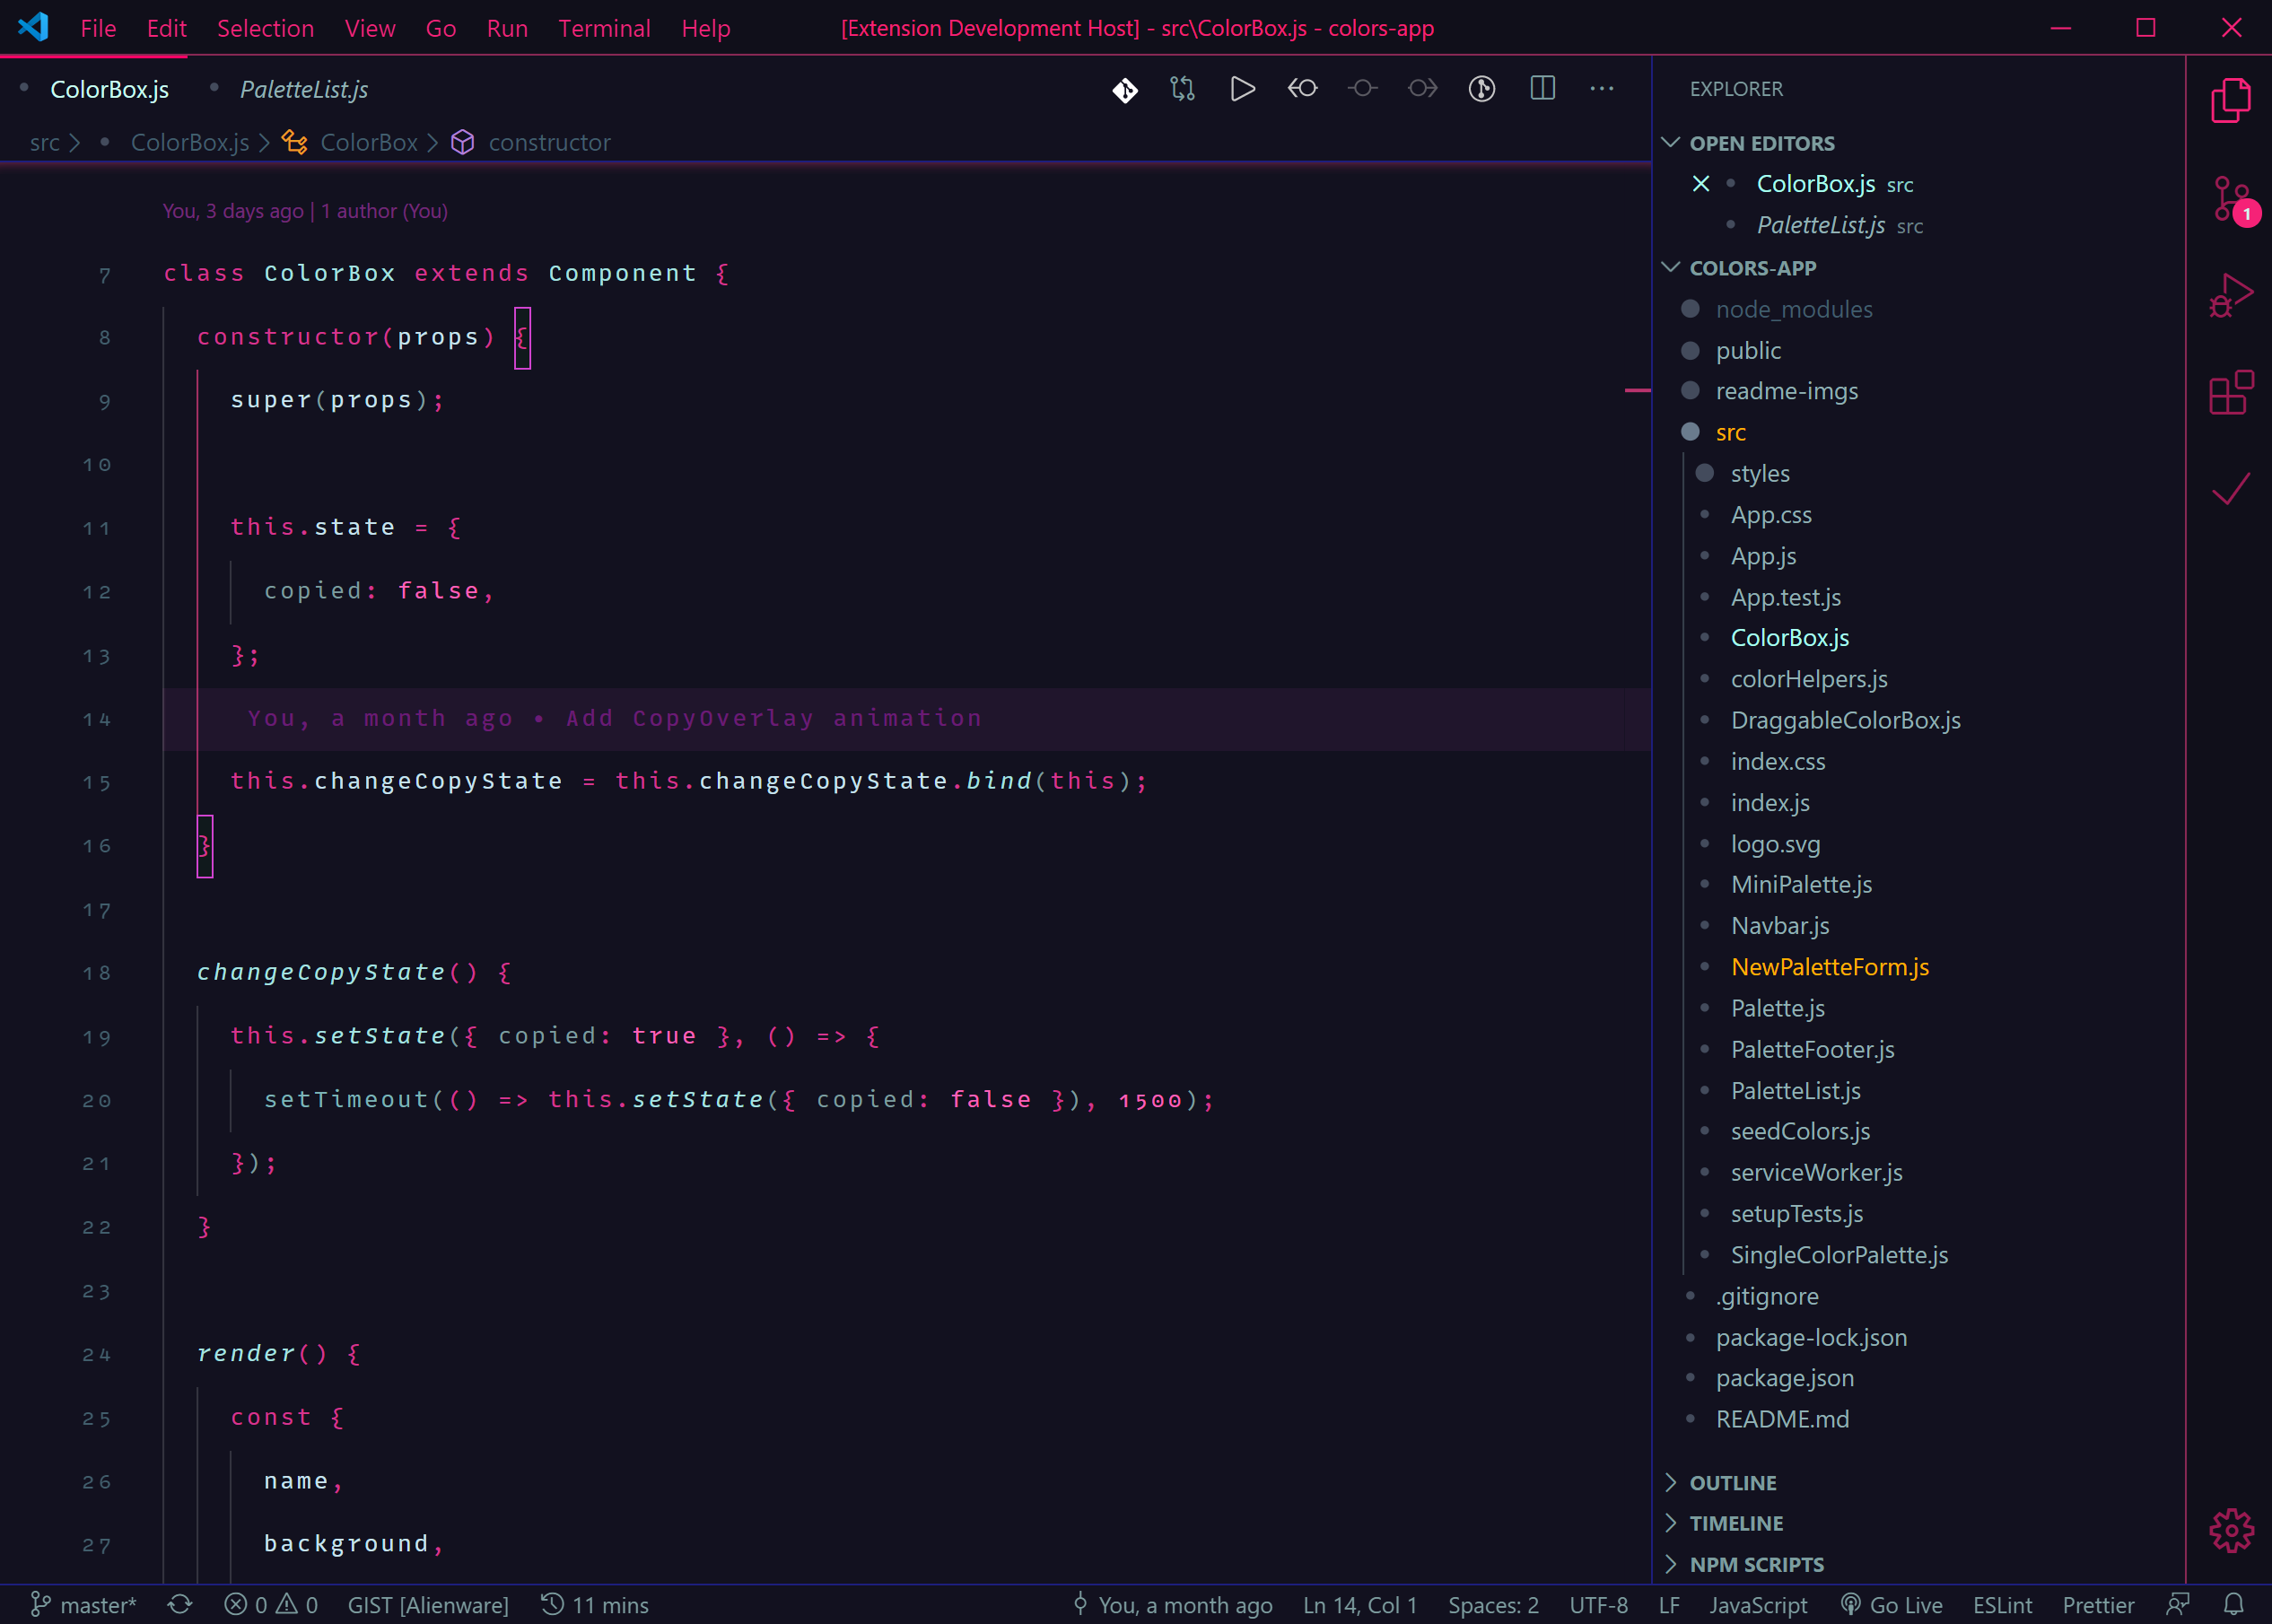 File Edit Selection View Go Run Terminal Help [Extension Development Host] - src\ColorBox.js - colors-app
ColorBox.js PaletteList.js
src > ColorBox.js > ColorBox > constructor
You, 3 days ago | 1 author (You)
7 class ColorBox extends Component {
8 constructor(props) {
9 super(props);
10
11 this.state = {
12 copied: false,
13 };
14 You, a month ago • Add CopyOverlay animation
15 this.changeCopyState = this.changeCopyState.bind(this);
16 }
17
18 changeCopyState() {
19 this.setState({ copied: true }, () => {
20 setTimeout(() => this.setState({ copied: false }), 1500);
21 });
22 }
23
24 render() {
25 const {
26 name,
27 background,
EXPLORER
OPEN EDITORS
ColorBox.js src
PaletteList.js src
COLORS-APP
node_modules
public
readme-imgs
src
styles
App.css
App.js
App.test.js
ColorBox.js
colorHelpers.js
DraggableColorBox.js
index.css
index.js
logo.svg
MiniPalette.js
Navbar.js
NewPaletteForm.js
Palette.js
PaletteFooter.js
PaletteList.js
seedColors.js
serviceWorker.js
setupTests.js
SingleColorPalette.js
.gitignore
package-lock.json
package.json
README.md
OUTLINE
TIMELINE
NPM SCRIPTS
1
master* 0 0 GIST [Alienware] 11 mins You, a month ago Ln 14, Col 1 Spaces: 2 UTF-8 LF JavaScript Go Live ESLint Prettier